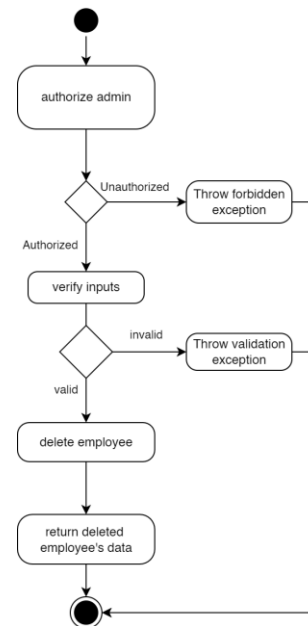 authorize admin
Unauthorized
Throw forbidden
exception
Authorized
verify inputs
invalid
Throw validation
exception
valid
delete employee
return deleted
employee's data